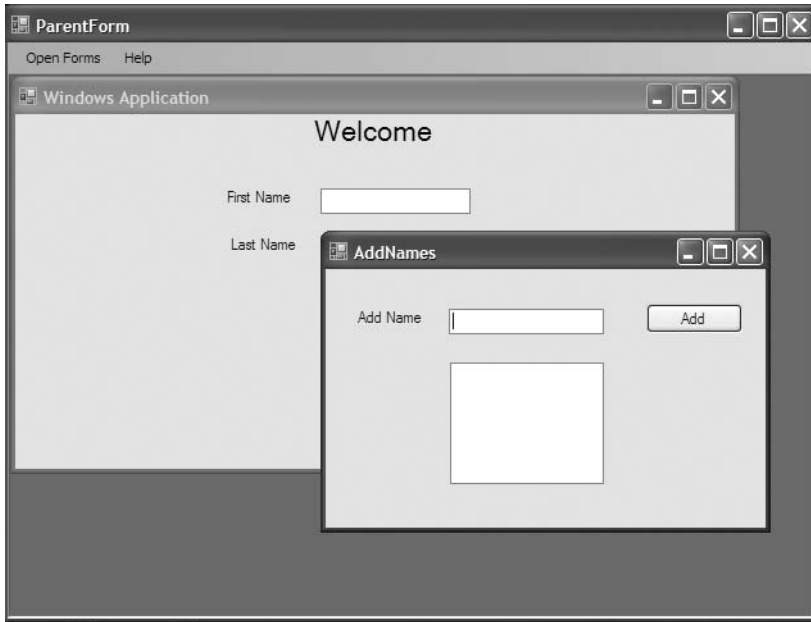 ParentForm
Open Forms Help
Windows Application
Welcome
First Name
Last Name
AddNames
Add Name
Add